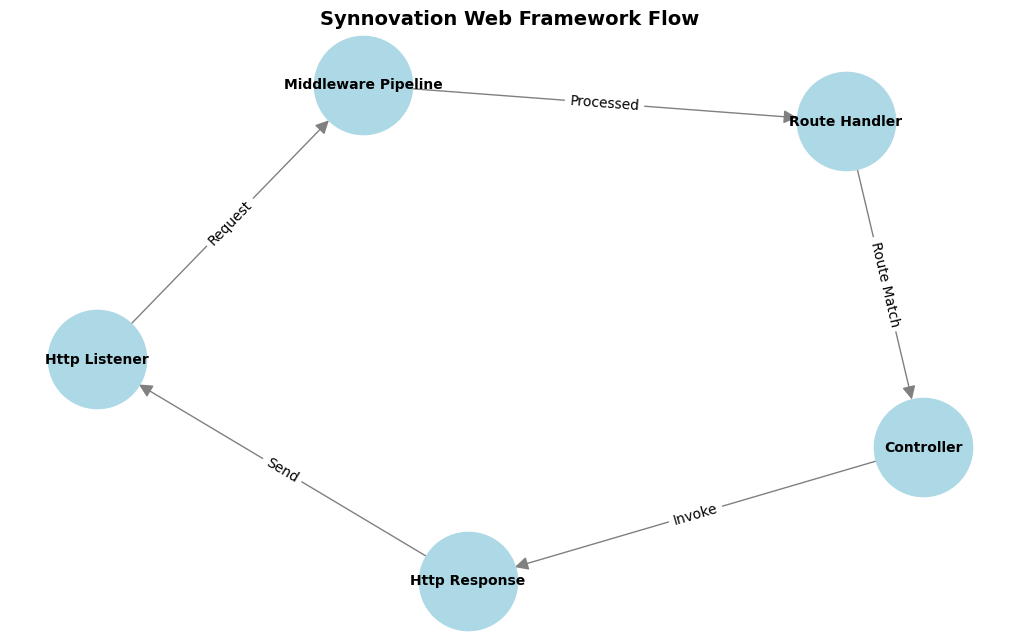 Synnovation Web Framework Flow
Middleware Pipeline
Processed
Route Handler
Request
Route Match
Http Listener
Controller
Send
Invoke
Http Response